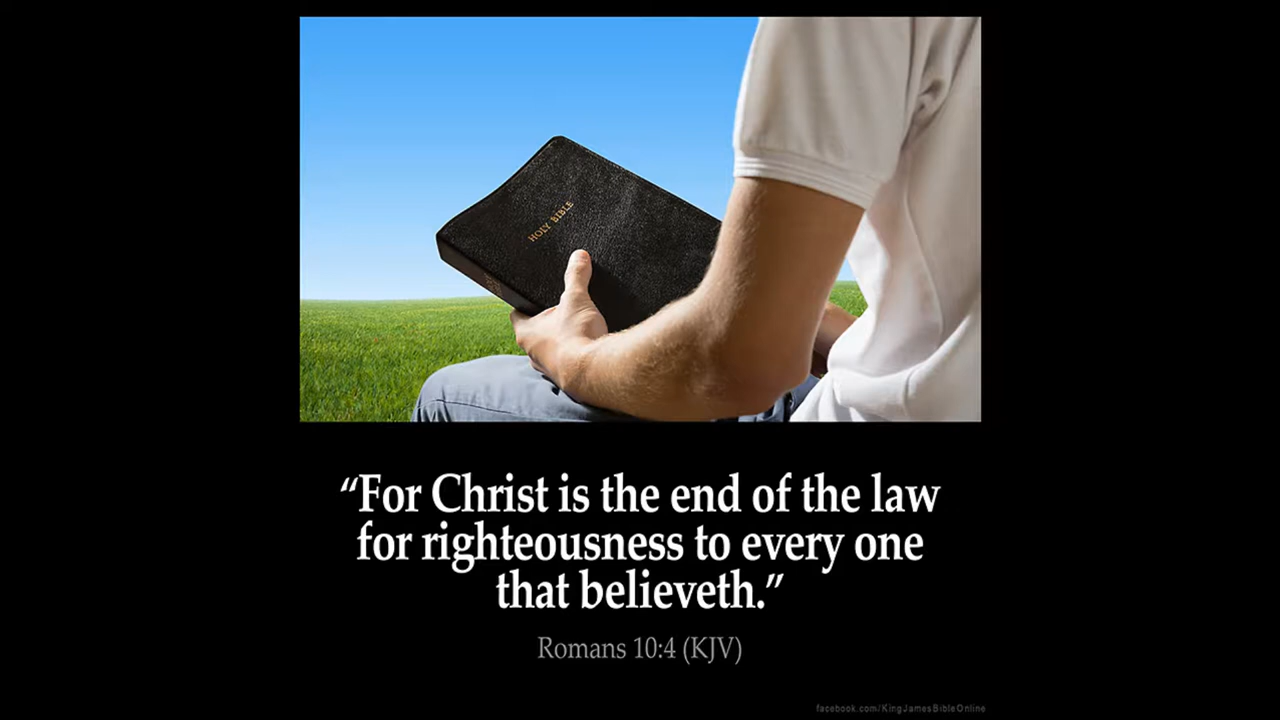 HOLY BIBLE
“For Christ is the end of the law
for righteousness to every one
that believeth.”
Romans 10:4 (KJV)
facebook.com/KingJamesBibleOnline